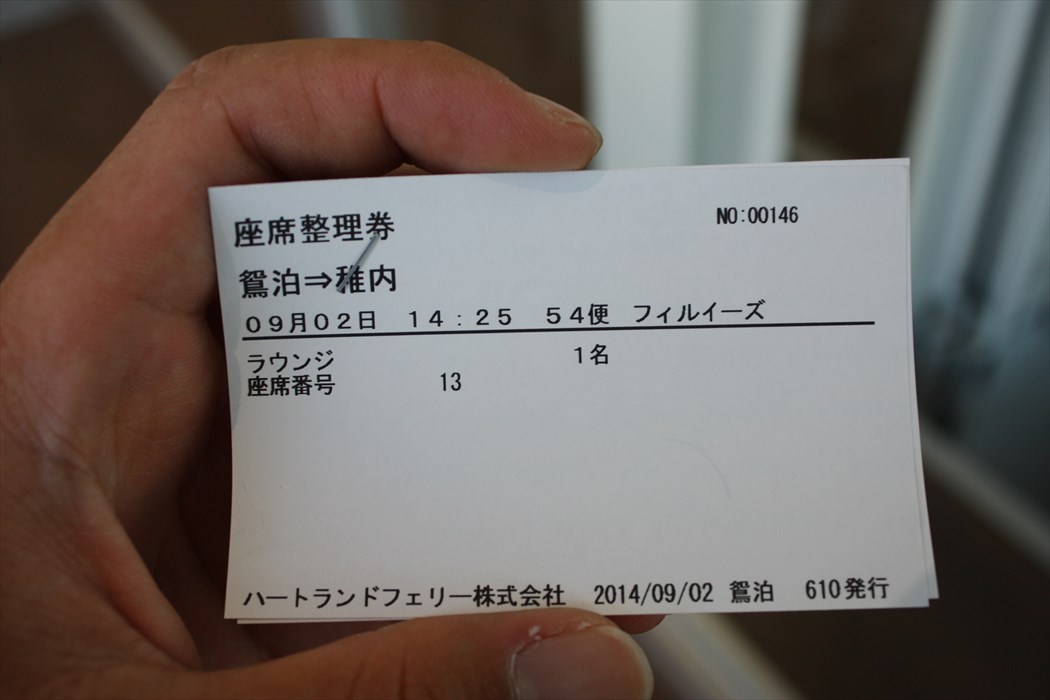 座席整理券
NO:00146
鴛泊⇒稚内
09月02日 14:25 54便 フィルイーズ
ラウンジ 1名
座席番号 13
ハートランドフェリー株式会社 2014/09/02 鴛泊 610発行